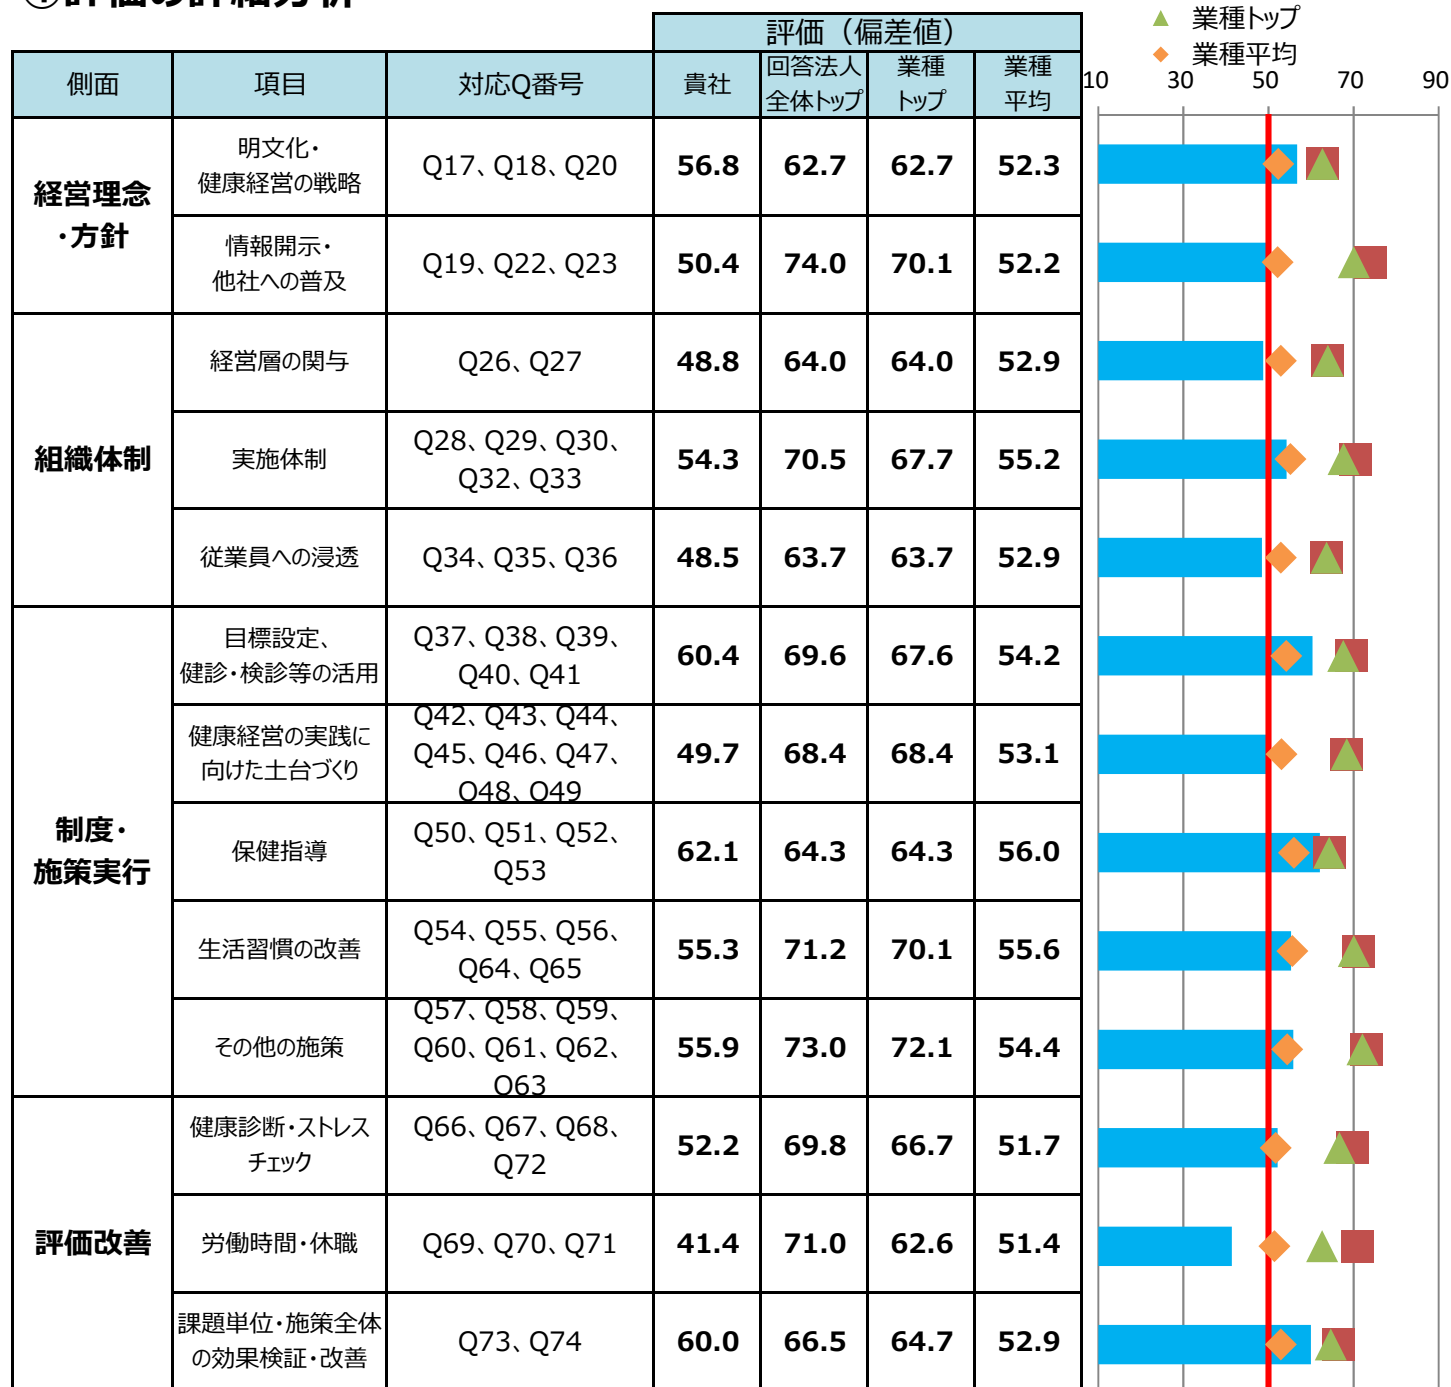 ①評価の詳細分析
評価（偏差値）
▲ 業種トップ
◆ 業種平均
側面 項目 対応Q番号 貴社 回答法人 業種 業種
全体トップ トップ 平均
10 30 50 70 90
経営理念
・方針
明文化・
健康経営の戦略
Q17、Q18、Q20 56.8 62.7 62.7 52.3
情報開示・
他社への普及
Q19、Q22、Q23 50.4 74.0 70.1 52.2
組織体制
経営層の関与 Q26、Q27 48.8 64.0 64.0 52.9
実施体制
Q28、Q29、Q30、
Q32、Q33
54.3 70.5 67.7 55.2
従業員への浸透 Q34、Q35、Q36 48.5 63.7 63.7 52.9
制度・
施策実行
目標設定、
健診・検診等の活用
Q37、Q38、Q39、
Q40、Q41
60.4 69.6 67.6 54.2
健康経営の実践に
向けた土台づくり
Q42、Q43、Q44、
Q45、Q46、Q47、
Q48、Q49
49.7 68.4 68.4 53.1
保健指導
Q50、Q51、Q52、
Q53
62.1 64.3 64.3 56.0
生活習慣の改善
Q54、Q55、Q56、
Q64、Q65
55.3 71.2 70.1 55.6
その他の施策
Q57、Q58、Q59、
Q60、Q61、Q62、
Q63
55.9 73.0 72.1 54.4
評価改善
健康診断・ストレス
チェック
Q66、Q67、Q68、
Q72
52.2 69.8 66.7 51.7
労働時間・休職 Q69、Q70、Q71 41.4 71.0 62.6 51.4
課題単位・施策全体
の効果検証・改善
Q73、Q74 60.0 66.5 64.7 52.9